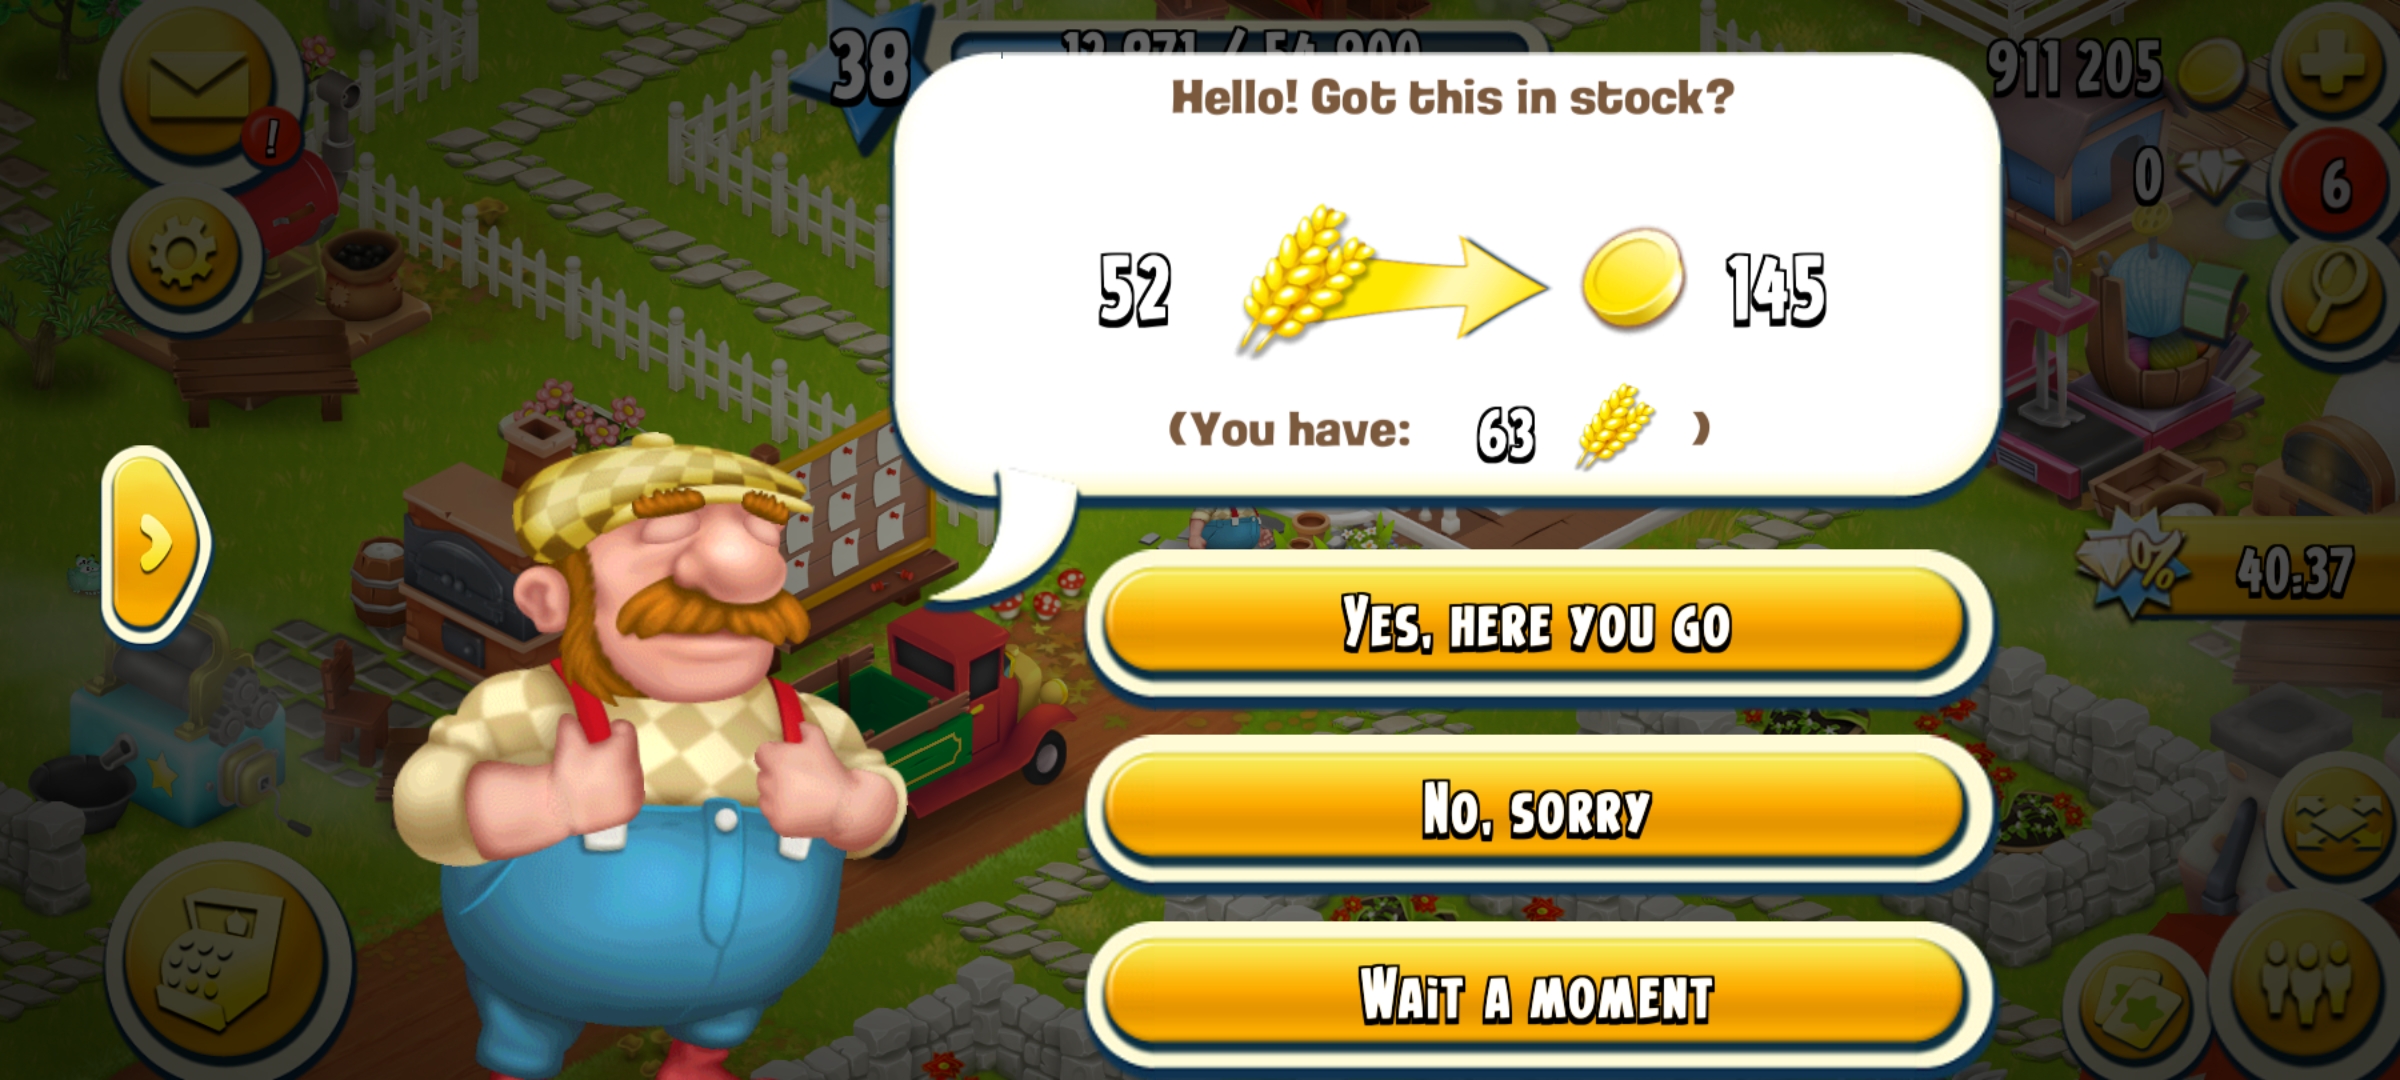 38
911 205
Hello! Got this in stock?
!
0
6
52
145
(You have: 63 )
0%
40:37
YES, HERE YOU GO
NO, SORRY
WAIT A MOMENT